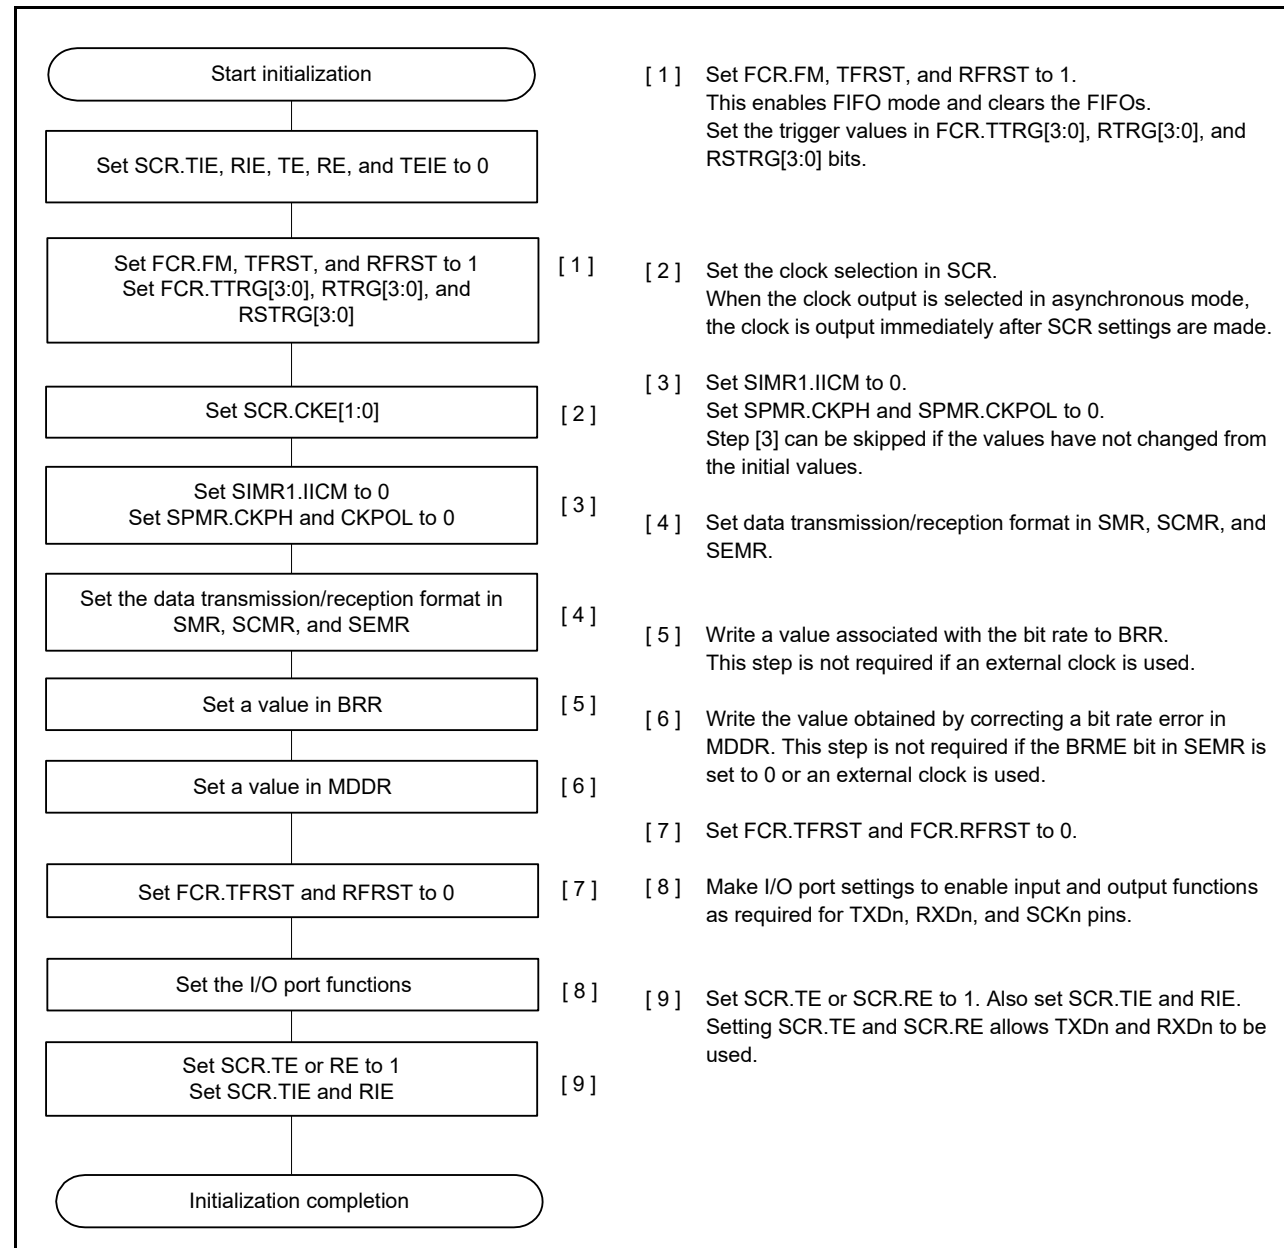 Start initialization
Set SCR.TIE, RIE, TE, RE, and TEIE to 0
Set FCR.FM, TFRST, and RFRST to 1
Set FCR.TTRG[3:0], RTRG[3:0], and
RSTRG[3:0]
[ 1 ]
Set SCR.CKE[1:0]
[ 2 ]
Set SIMR1.IICM to 0
Set SPMR.CKPH and CKPOL to 0
[ 3 ]
Set the data transmission/reception format in
SMR, SCMR, and SEMR
[ 4 ]
Set a value in BRR
[ 5 ]
Set a value in MDDR
[ 6 ]
Set FCR.TFRST and RFRST to 0
[ 7 ]
Set the I/O port functions
[ 8 ]
Set SCR.TE or RE to 1
Set SCR.TIE and RIE
[ 9 ]
Initialization completion
[ 1 ] Set FCR.FM, TFRST, and RFRST to 1.
This enables FIFO mode and clears the FIFOs.
Set the trigger values in FCR.TTRG[3:0], RTRG[3:0], and
RSTRG[3:0] bits.
[ 2 ] Set the clock selection in SCR.
When the clock output is selected in asynchronous mode,
the clock is output immediately after SCR settings are made.
[ 3 ] Set SIMR1.IICM to 0.
Set SPMR.CKPH and SPMR.CKPOL to 0.
Step [3] can be skipped if the values have not changed from
the initial values.
[ 4 ] Set data transmission/reception format in SMR, SCMR, and
SEMR.
[ 5 ] Write a value associated with the bit rate to BRR.
This step is not required if an external clock is used.
[ 6 ] Write the value obtained by correcting a bit rate error in
MDDR. This step is not required if the BRME bit in SEMR is
set to 0 or an external clock is used.
[ 7 ] Set FCR.TFRST and FCR.RFRST to 0.
[ 8 ] Make I/O port settings to enable input and output functions
as required for TXDn, RXDn, and SCKn pins.
[ 9 ] Set SCR.TE or SCR.RE to 1. Also set SCR.TIE and RIE.
Setting SCR.TE and SCR.RE allows TXDn and RXDn to be
used.